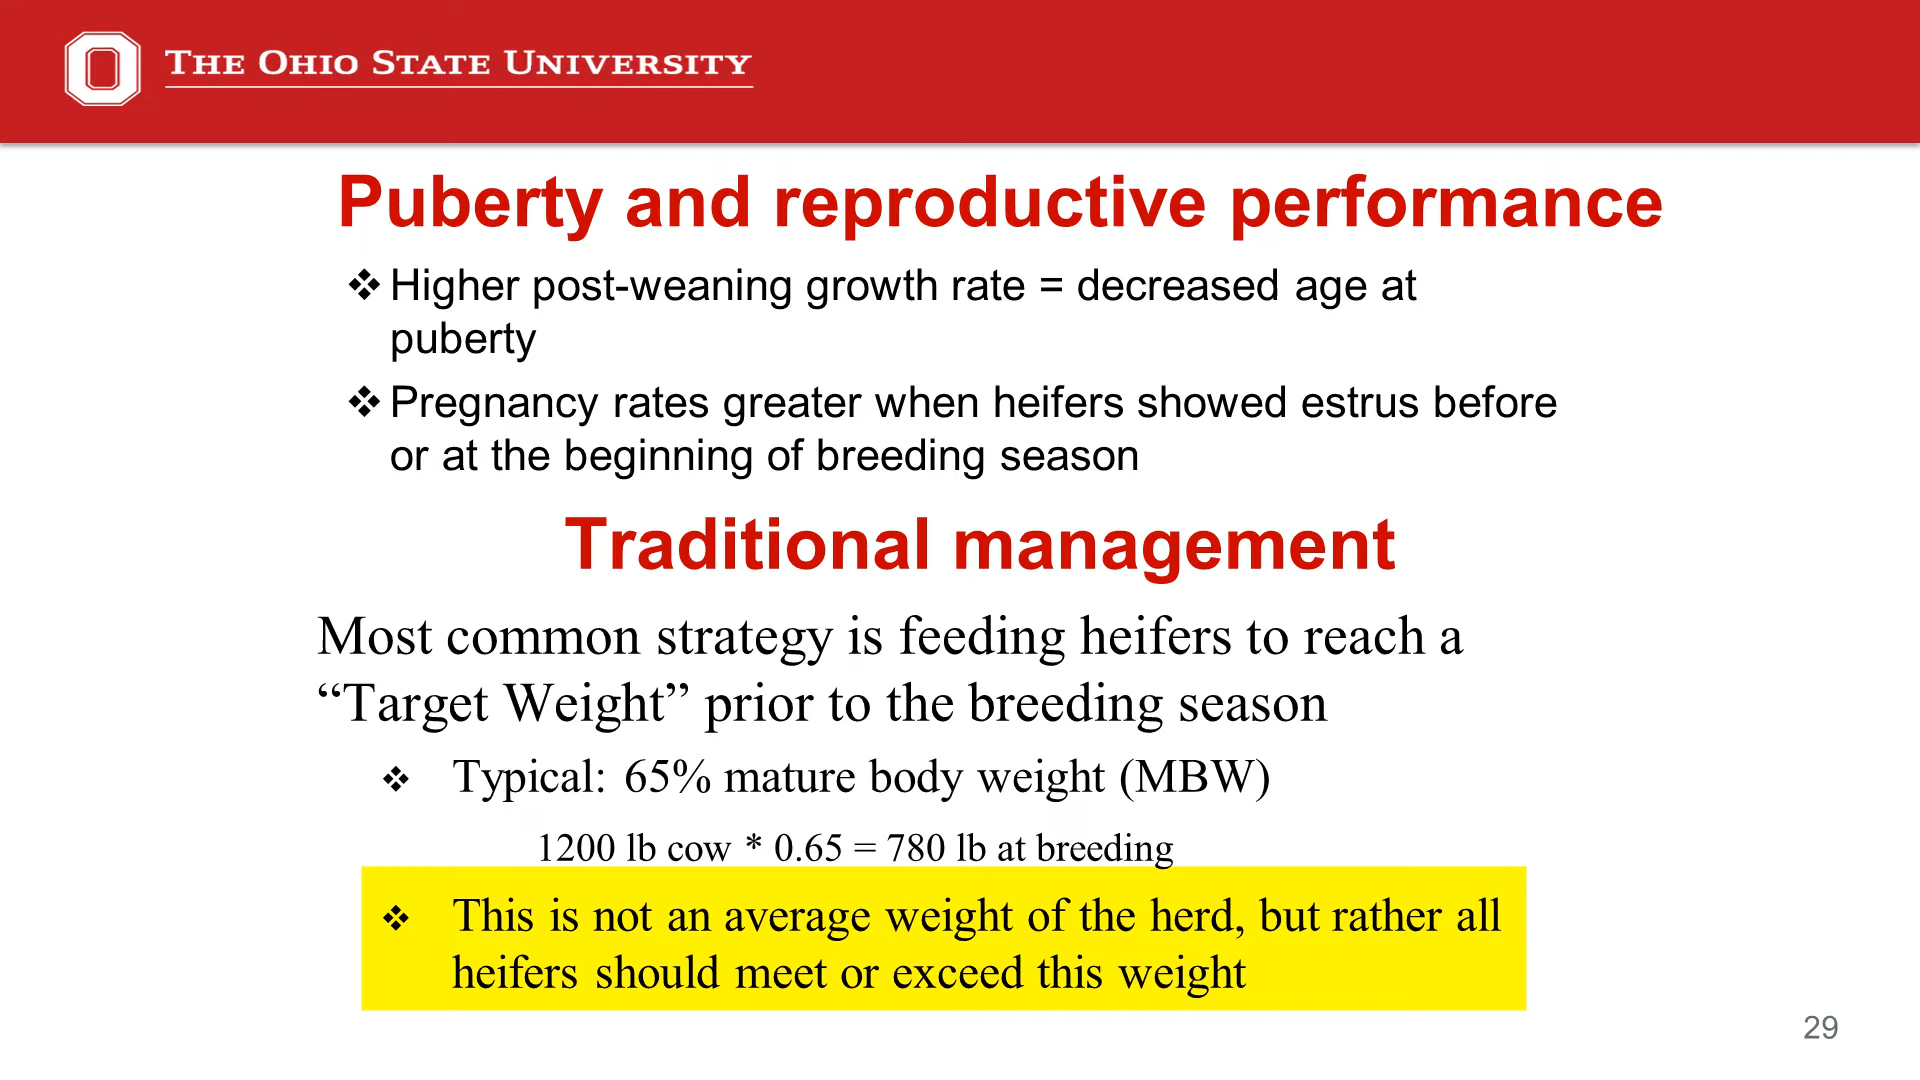 THE OHIO STATE UNIVERSITY
Puberty and reproductive performance
❖ Higher post-weaning growth rate = decreased age at
puberty
❖ Pregnancy rates greater when heifers showed estrus before
or at the beginning of breeding season
Traditional management
Most common strategy is feeding heifers to reach a
“Target Weight” prior to the breeding season
❖ Typical: 65% mature body weight (MBW)
1200 lb cow * 0.65 = 780 lb at breeding
❖ This is not an average weight of the herd, but rather all
heifers should meet or exceed this weight
29